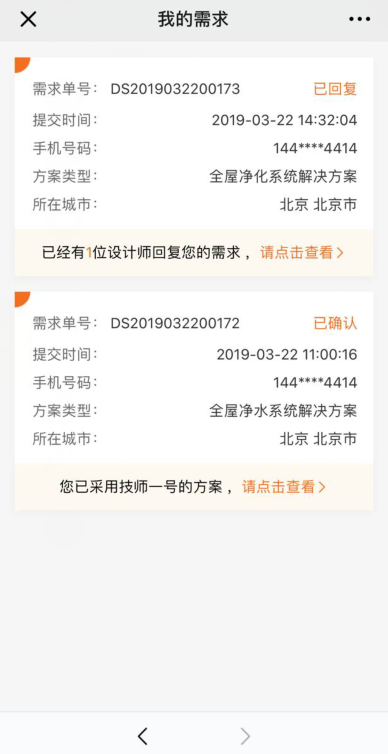 我的需求
需求单号： DS2019032200173 已回复
提交时间： 2019-03-22 14:32:04
手机号码： 144****4414
方案类型： 全屋净化系统解决方案
所在城市： 北京 北京市
已经有1位设计师回复您的需求，请点击查看
需求单号： DS2019032200172 已确认
提交时间： 2019-03-22 11:00:16
手机号码： 144****4414
方案类型： 全屋净水系统解决方案
所在城市： 北京 北京市
您已采用技师一号的方案，请点击查看